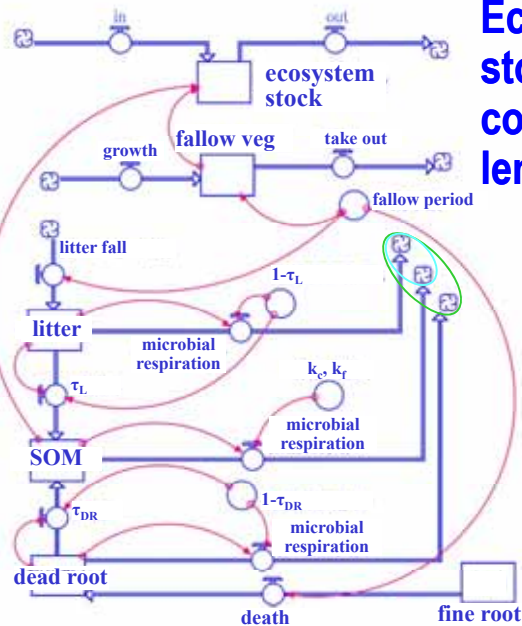 in
out
Ec
sto
co
len
ecosystem
stock
fallow veg
growth
take out
fallow period
litter fall
1-τL
litter
microbial
respiration
τL
kc, kf
microbial
respiration
SOM
1-τDR
τDR
microbial
respiration
dead root
death
fine root